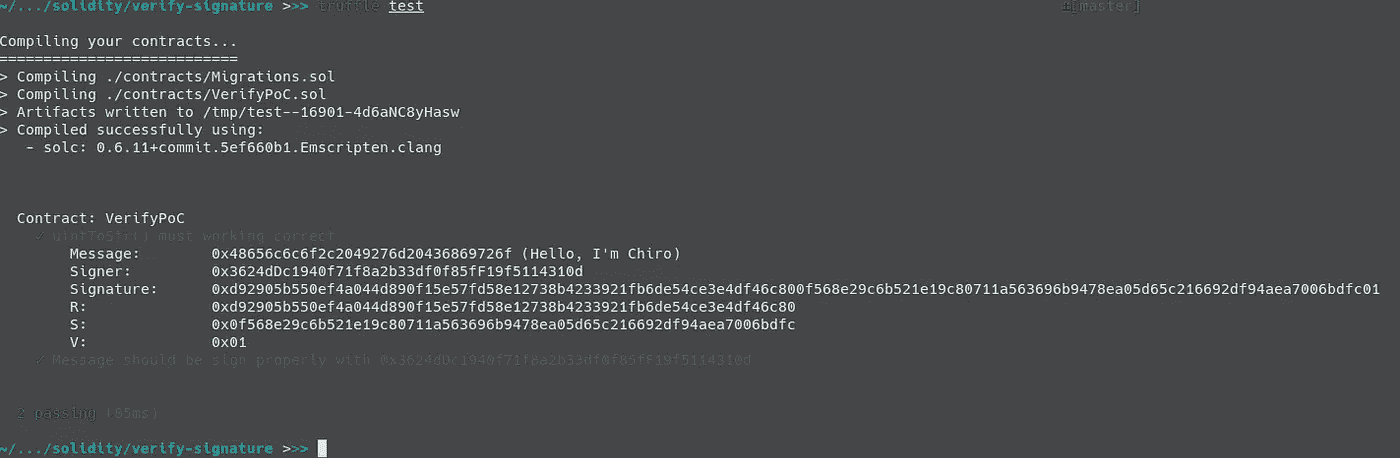 ~/.../solidity/verify-signature >>> truffle test ±[master]
Compiling your contracts...
===========================
> Compiling ./contracts/Migrations.sol
> Compiling ./contracts/VerifyPoC.sol
> Artifacts written to /tmp/test--16901-4d6aNC8yHasw
> Compiled successfully using:
- solc: 0.6.11+commit.5ef660b1.Emscripten.clang
Contract: VerifyPoC
✓ uintToStr() must working correct
Message: 0x48656c6c6f2c2049276d20436869726f (Hello, I'm Chiro)
Signer: 0x3624dDc1940f71f8a2b33df0f85fF19f5114310d
Signature: 0xd92905b550ef4a044d890f15e57fd58e12738b4233921fb6de54ce3e4df46c800f568e29c6b521e19c80711a563696b9478ea05d65c216692df94aea7006bdfc01
R: 0xd92905b550ef4a044d890f15e57fd58e12738b4233921fb6de54ce3e4df46c80
S: 0x0f568e29c6b521e19c80711a563696b9478ea05d65c216692df94aea7006bdfc
V: 0x01
✓ Message should be sign properly with 0x3624dDc1940f71f8a2b33df0f85fF19f5114310d
2 passing (85ms)
~/.../solidity/verify-signature >>>